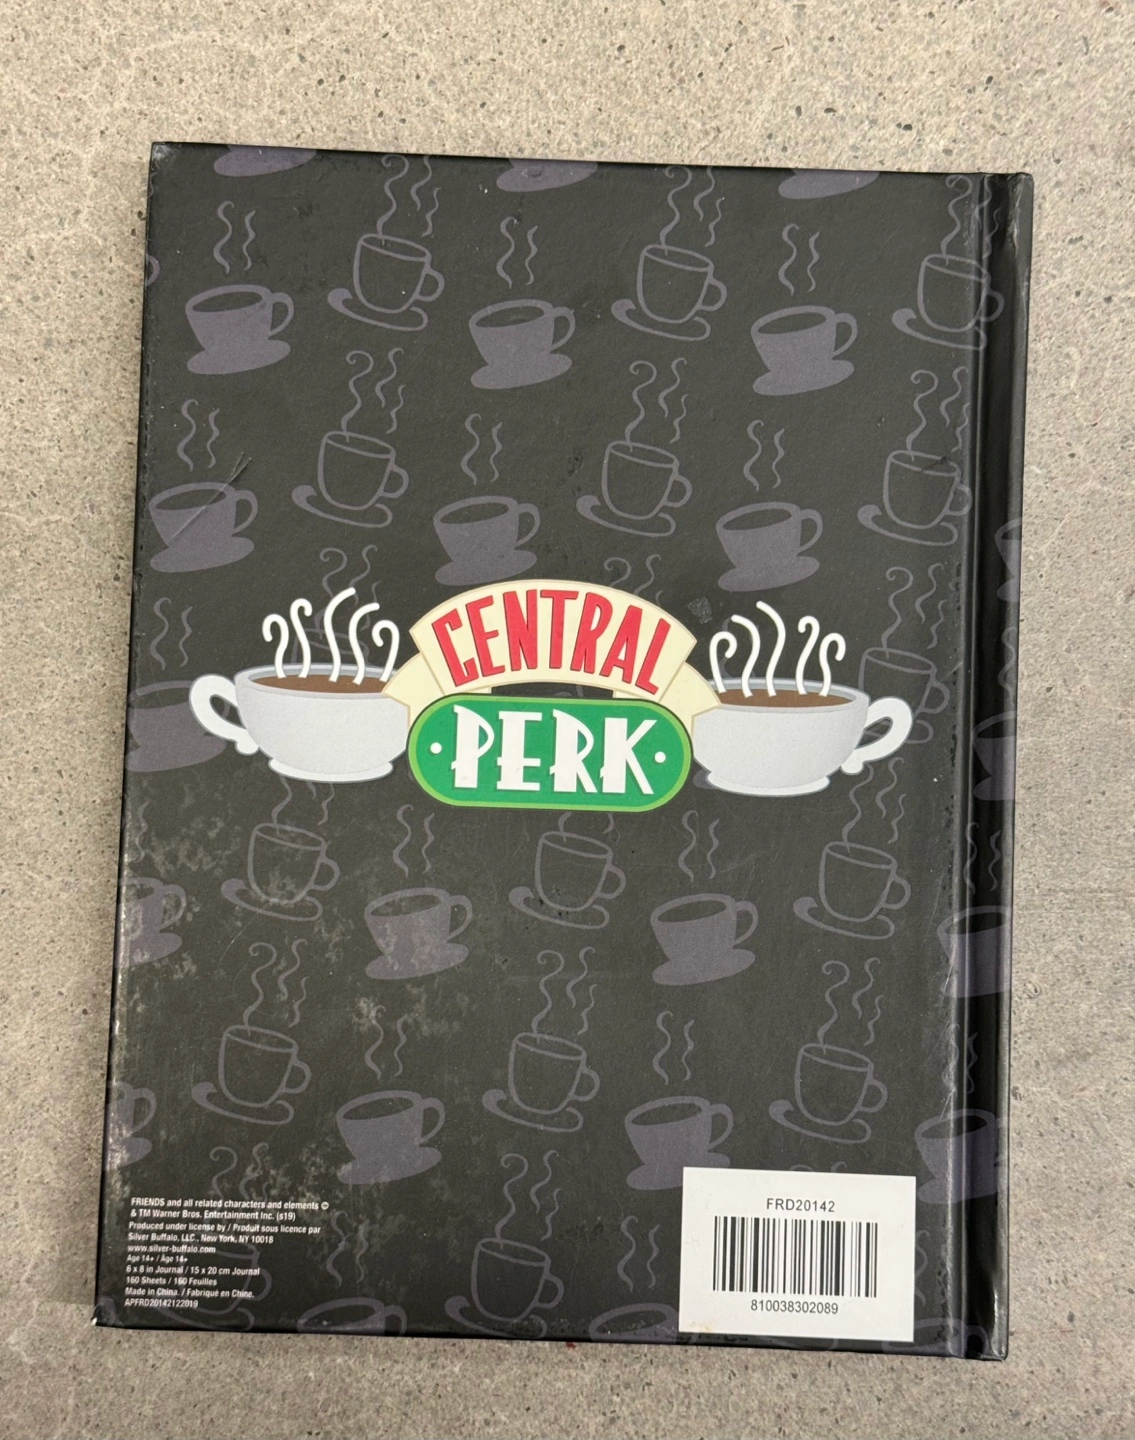 CENTRAL
PERK
FRIENDS and all related characters and elements ©
& TM Warner Bros. Entertainment Inc. (s19)
Produced under license by / Produit sous licence par
Silver Buffalo, LLC., New York, NY 10018
www.silver-buffalo.com
Age 14+ / Âge 14+
6 x 8 in Journal / 15 x 20 cm Journal
160 Sheets / 160 Feuilles
Made in China. / Fabriqué en Chine.
APFRD20142122019
FRD20142
810038302089